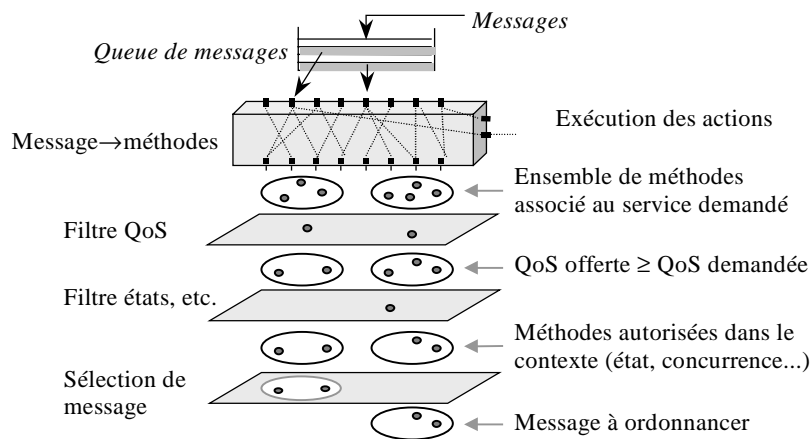 Messages
Queue de messages
Exécution des actions
Message→méthodes
Ensemble de méthodes
associé au service demandé
Filtre QoS
QoS offerte ≥ QoS demandée
Filtre états, etc.
Méthodes autorisées dans le
contexte (état, concurrence...)
Sélection de
message
Message à ordonnancer